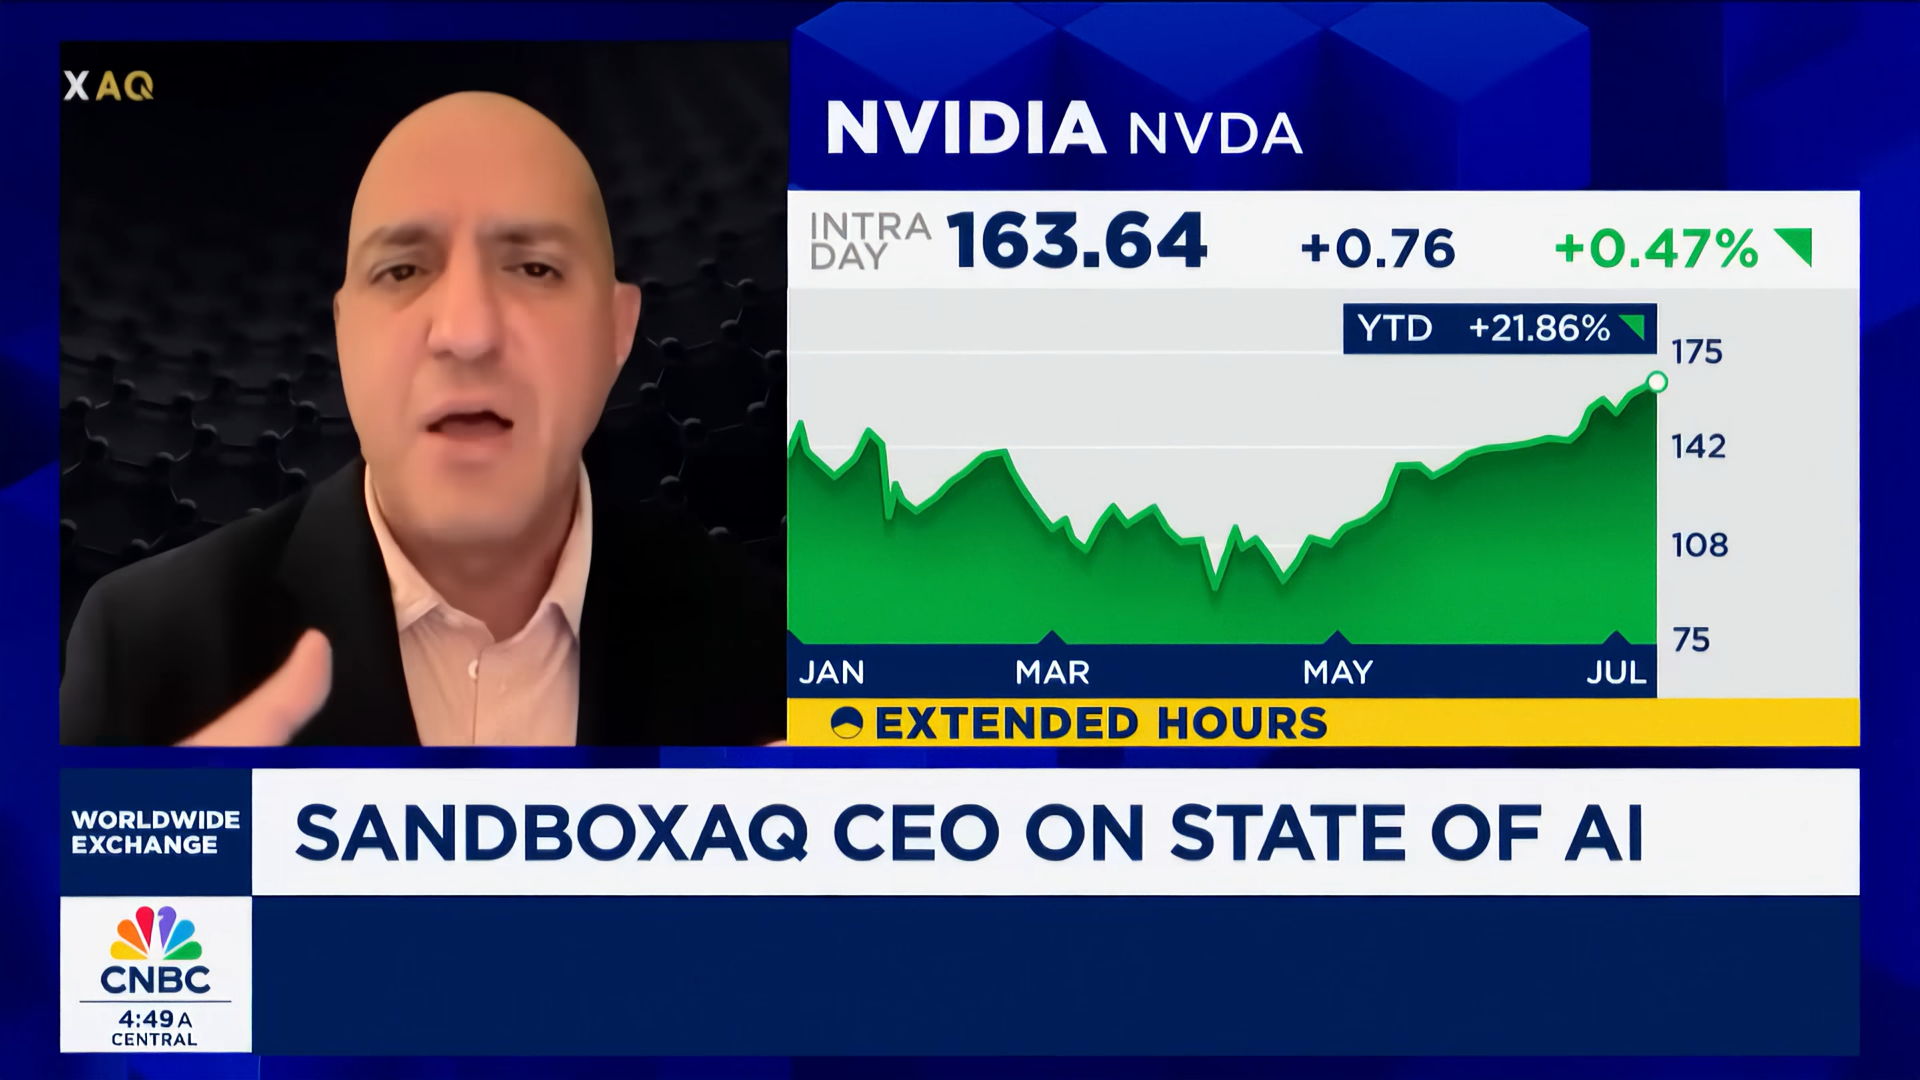 XAQ
NVIDIA NVDA
INTRA DAY 163.64 +0.76 +0.47%
YTD +21.86%
175
142
108
75
JAN MAR MAY JUL
EXTENDED HOURS
WORLDWIDE
EXCHANGE
SANDBOXAQ CEO ON STATE OF AI
CNBC
4:49A
CENTRAL